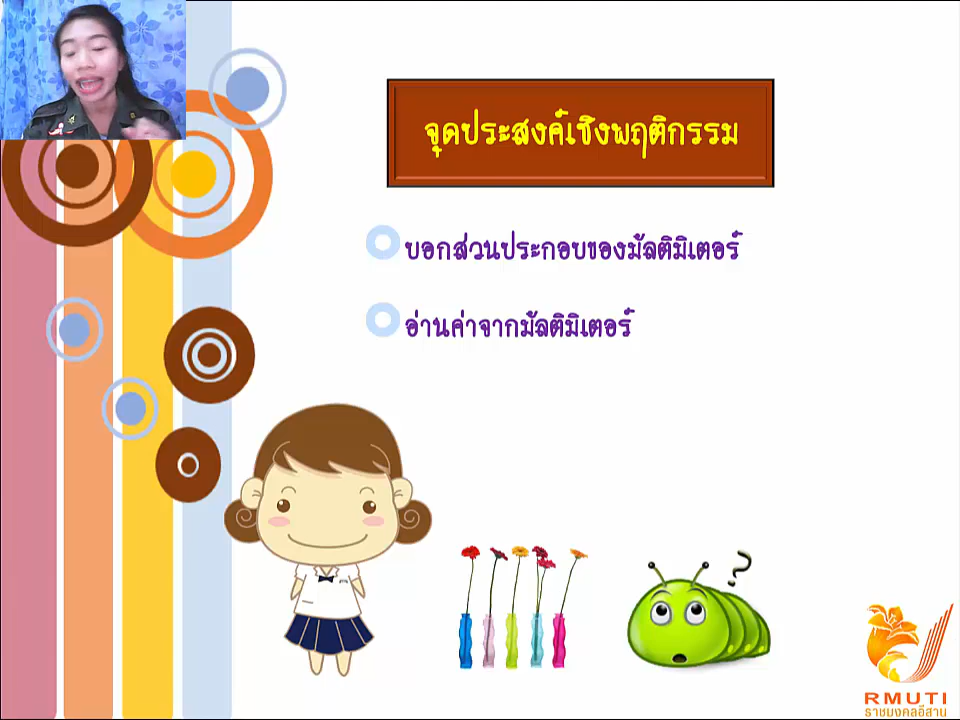 จุดประสงค์เชิงพฤติกรรม
บอกส่วนประกอบของมัลติมิเตอร์
อ่านค่าจากมัลติมิเตอร์
?
RMUTI
ราชมงคลอีสาน